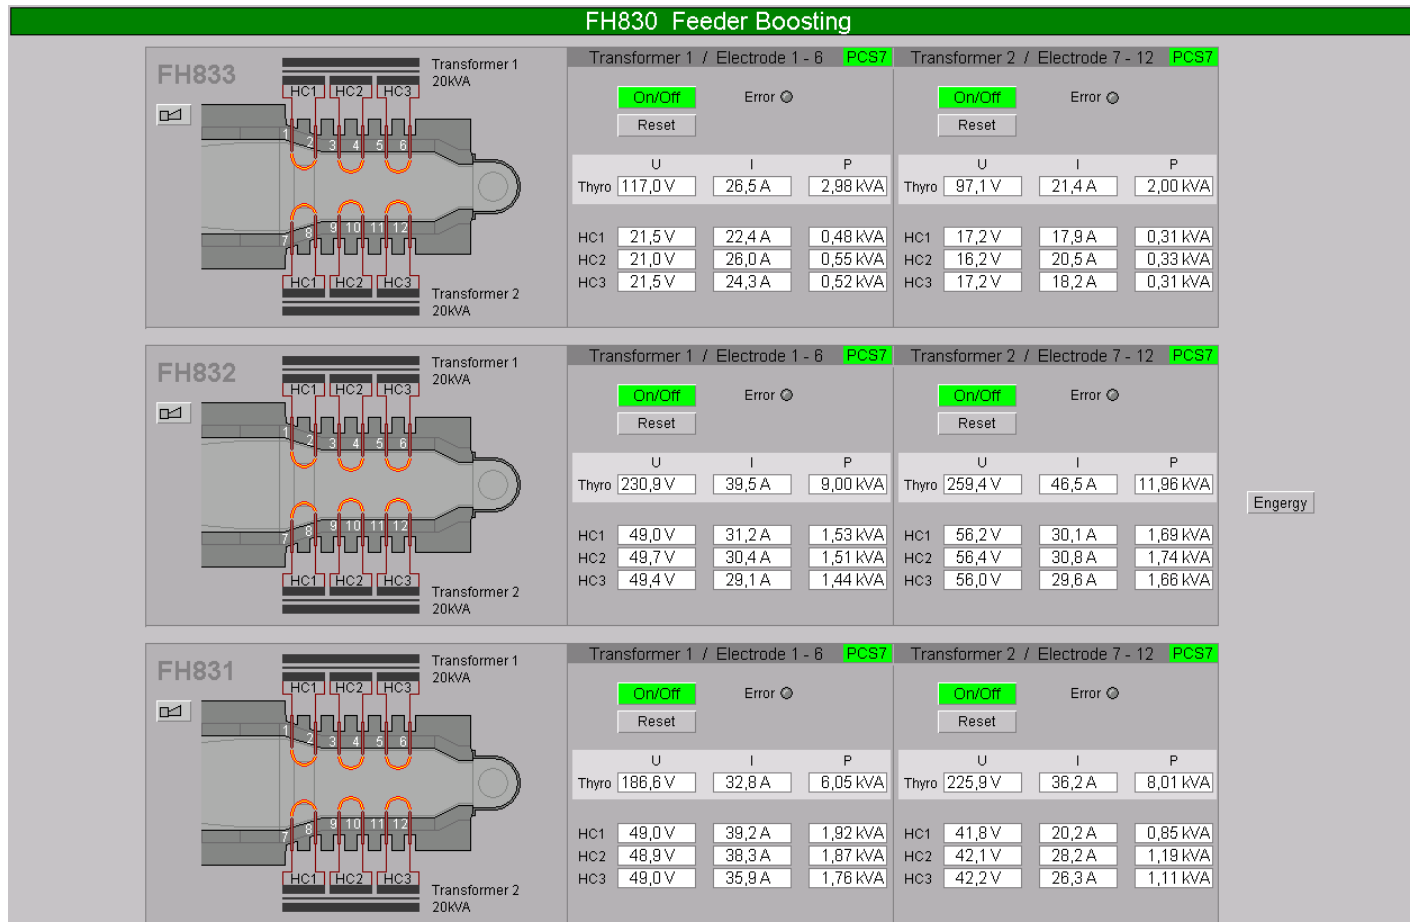 FH830 Feeder Boosting
FH833
Transformer 1
20kVA
HC1 HC2 HC3
1 2 3 4 5 6
7 8 9 10 11 12
HC1 HC2 HC3
Transformer 2
20kVA
Transformer 1 / Electrode 1 - 6 PCS7 Transformer 2 / Electrode 7 - 12 PCS7
On/Off Error On/Off Error
Reset Reset
U I P U I P
Thyro 117,0 V 26,5 A 2,98 kVA Thyro 97,1 V 21,4 A 2,00 kVA
HC1 21,5 V 22,4 A 0,48 kVA HC1 17,2 V 17,9 A 0,31 kVA
HC2 21,0 V 26,0 A 0,55 kVA HC2 16,2 V 20,5 A 0,33 kVA
HC3 21,5 V 24,3 A 0,52 kVA HC3 17,2 V 18,2 A 0,31 kVA
FH832
Transformer 1
20kVA
HC1 HC2 HC3
1 2 3 4 5 6
7 8 9 10 11 12
HC1 HC2 HC3
Transformer 2
20kVA
Transformer 1 / Electrode 1 - 6 PCS7 Transformer 2 / Electrode 7 - 12 PCS7
On/Off Error On/Off Error
Reset Reset
U I P U I P
Thyro 230,9 V 39,5 A 9,00 kVA Thyro 259,4 V 46,5 A 11,96 kVA
HC1 49,0 V 31,2 A 1,53 kVA HC1 56,2 V 30,1 A 1,69 kVA
HC2 49,7 V 30,4 A 1,51 kVA HC2 56,4 V 30,8 A 1,74 kVA
HC3 49,4 V 29,1 A 1,44 kVA HC3 56,0 V 29,6 A 1,66 kVA
Engergy
FH831
Transformer 1
20kVA
HC1 HC2 HC3
1 2 3 4 5 6
7 8 9 10 11 12
HC1 HC2 HC3
Transformer 2
20kVA
Transformer 1 / Electrode 1 - 6 PCS7 Transformer 2 / Electrode 7 - 12 PCS7
On/Off Error On/Off Error
Reset Reset
U I P U I P
Thyro 186,6 V 32,8 A 6,05 kVA Thyro 225,9 V 36,2 A 8,01 kVA
HC1 49,0 V 39,2 A 1,92 kVA HC1 41,8 V 20,2 A 0,85 kVA
HC2 48,9 V 38,3 A 1,87 kVA HC2 42,1 V 28,2 A 1,19 kVA
HC3 49,0 V 35,9 A 1,76 kVA HC3 42,2 V 26,3 A 1,11 kVA